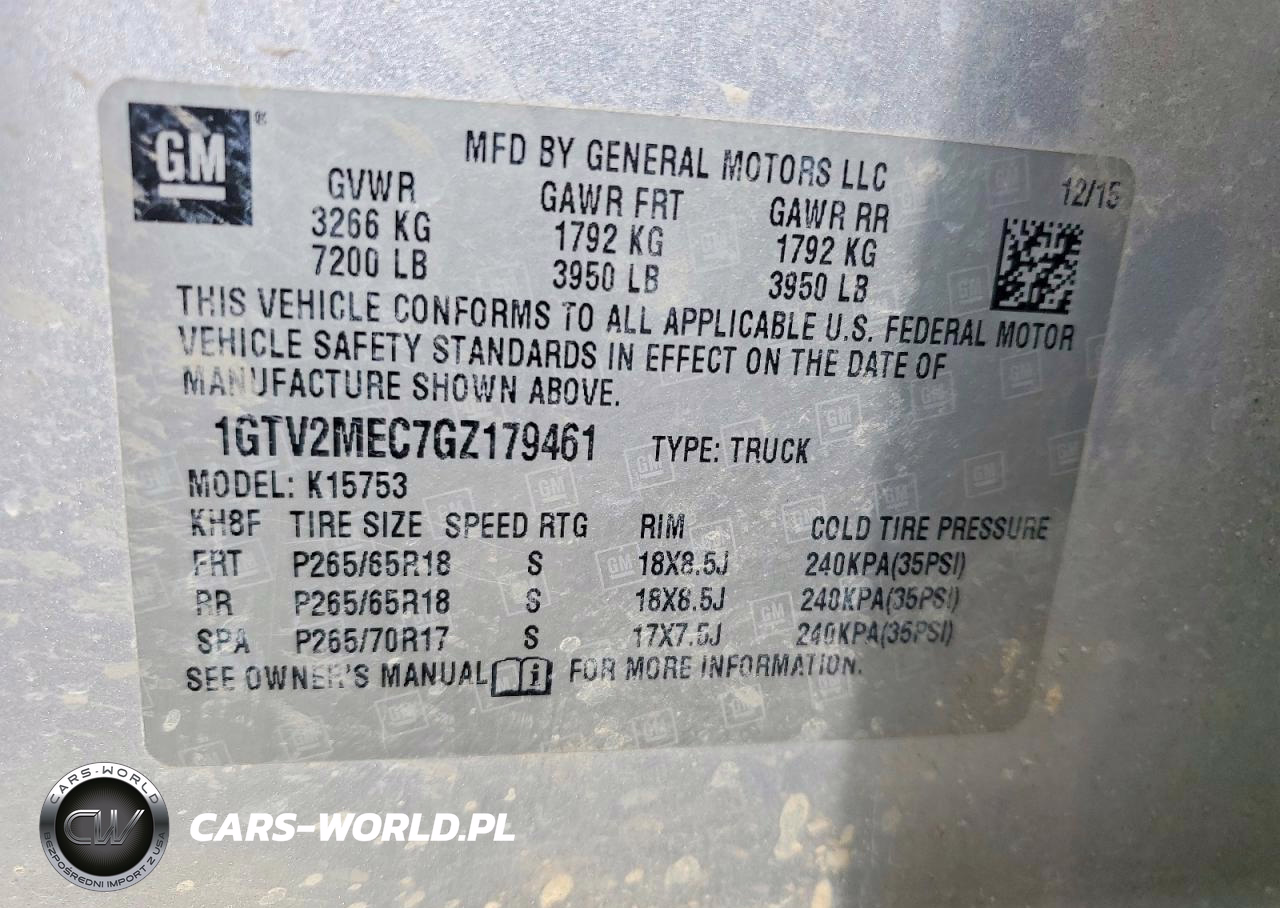 GM ®
MFD BY GENERAL MOTORS LLC
12/15
GVWR GAWR FRT GAWR RR
3266 KG 1792 KG 1792 KG
7200 LB 3950 LB 3950 LB
THIS VEHICLE CONFORMS TO ALL APPLICABLE U.S. FEDERAL MOTOR
VEHICLE SAFETY STANDARDS IN EFFECT ON THE DATE OF
MANUFACTURE SHOWN ABOVE.
1GTV2MEC7GZ179461 TYPE: TRUCK
MODEL: K15753
KH8F TIRE SIZE SPEED RTG RIM COLD TIRE PRESSURE
FRT P265/65R18 S 18X8.5J 240KPA(35PSI)
RR P265/65R18 S 18X8.5J 240KPA(35PSI)
SPA P265/70R17 S 17X7.5J 240KPA(35PSI)
SEE OWNER'S MANUAL i FOR MORE INFORMATION.
CARS-WORLD
CW
BEZPOŚREDNI IMPORT Z USA
CARS-WORLD.PL